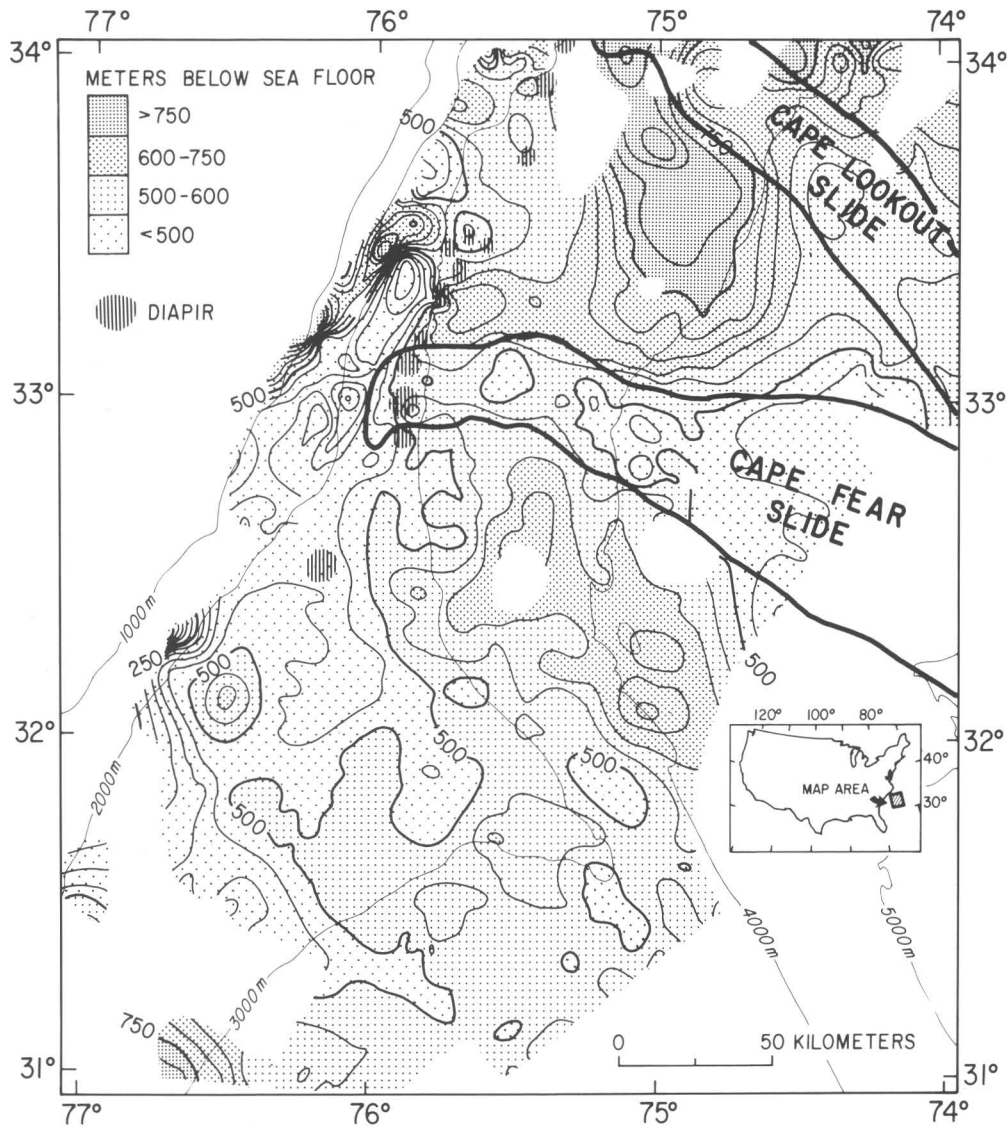 77° 76° 75° 74°
34° 34°
METERS BELOW SEA FLOOR
>750
600-750
500-600
<500
DIAPIR
500
750
CAPE LOOKOUT
SLIDE
33° 33°
500
CAPE FEAR
SLIDE
1000 m
250
500
500
32° 32°
500
500
500
2000 m
120° 100° 80°
40°
MAP AREA
30°
4000 m
5000 m
3000 m
750
0 50 KILOMETERS
31° 31°
77° 76° 75° 74°